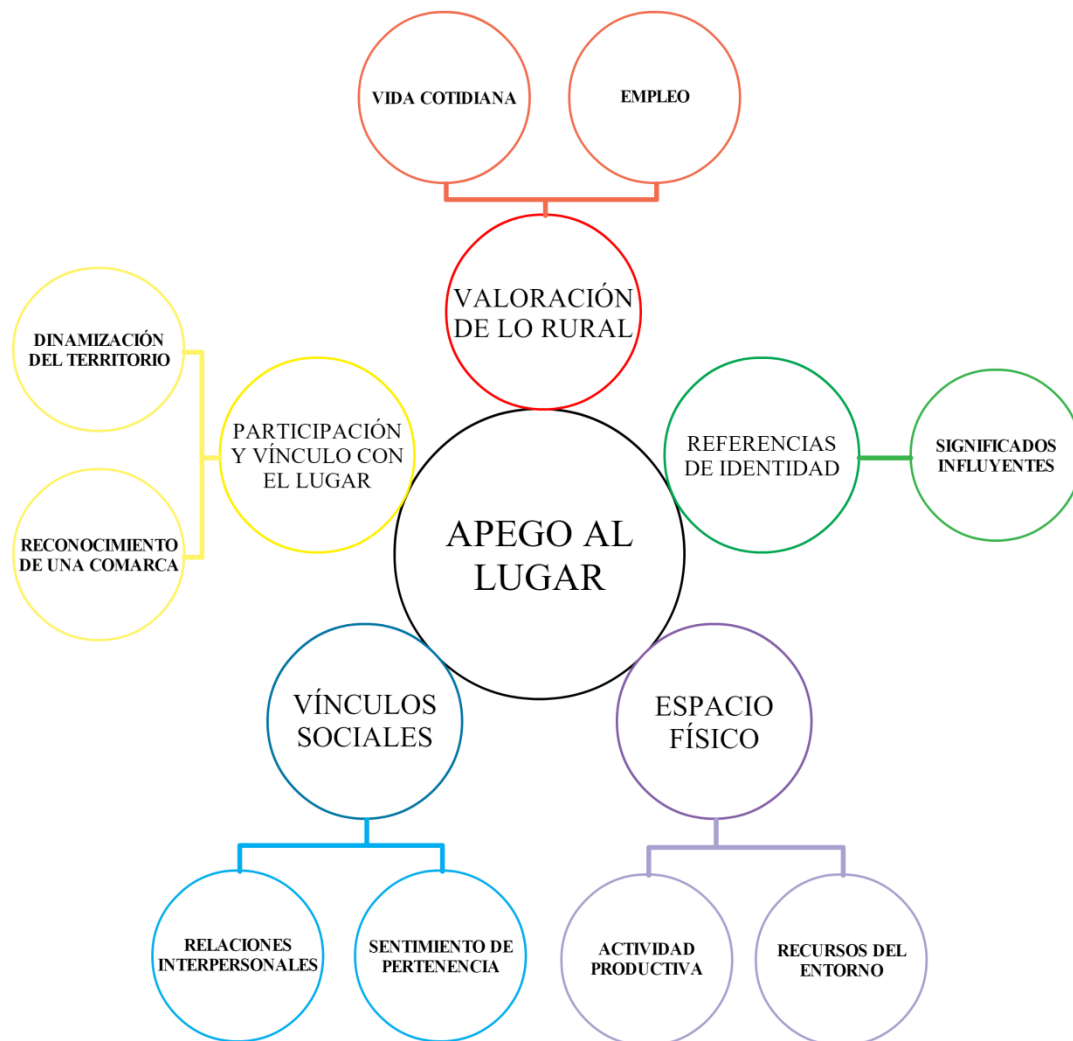 VIDA COTIDIANA
EMPLEO
VALORACIÓN
DE LO RURAL
DINAMIZACIÓN
DEL TERRITORIO
PARTICIPACIÓN
Y VÍNCULO CON
EL LUGAR
RECONOCIMIENTO
DE UNA COMARCA
REFERENCIAS
DE IDENTIDAD
SIGNIFICADOS
INFLUYENTES
APEGO AL
LUGAR
VÍNCULOS
SOCIALES
ESPACIO
FÍSICO
RELACIONES
INTERPERSONALES
SENTIMIENTO DE
PERTENENCIA
ACTIVIDAD
PRODUCTIVA
RECURSOS DEL
ENTORNO